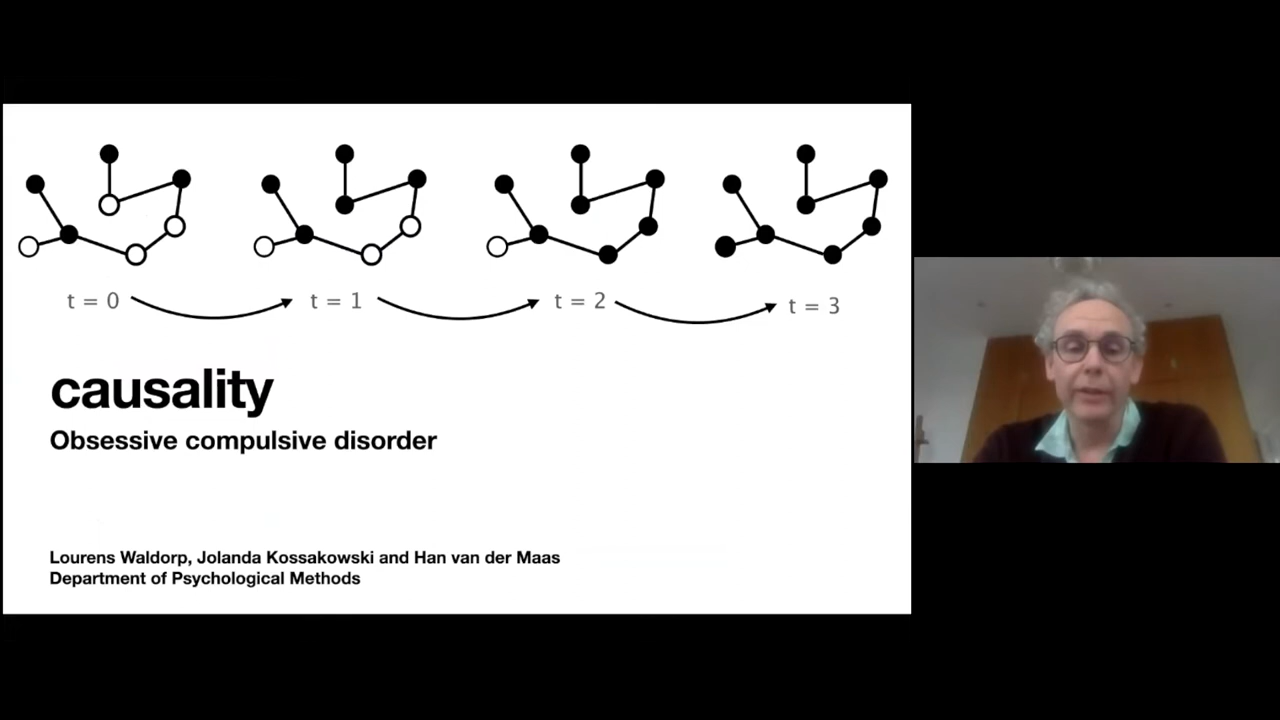 t = 0
t = 1
t = 2
t = 3
causality
Obsessive compulsive disorder
Lourens Waldorp, Jolanda Kossakowski and Han van der Maas
Department of Psychological Methods